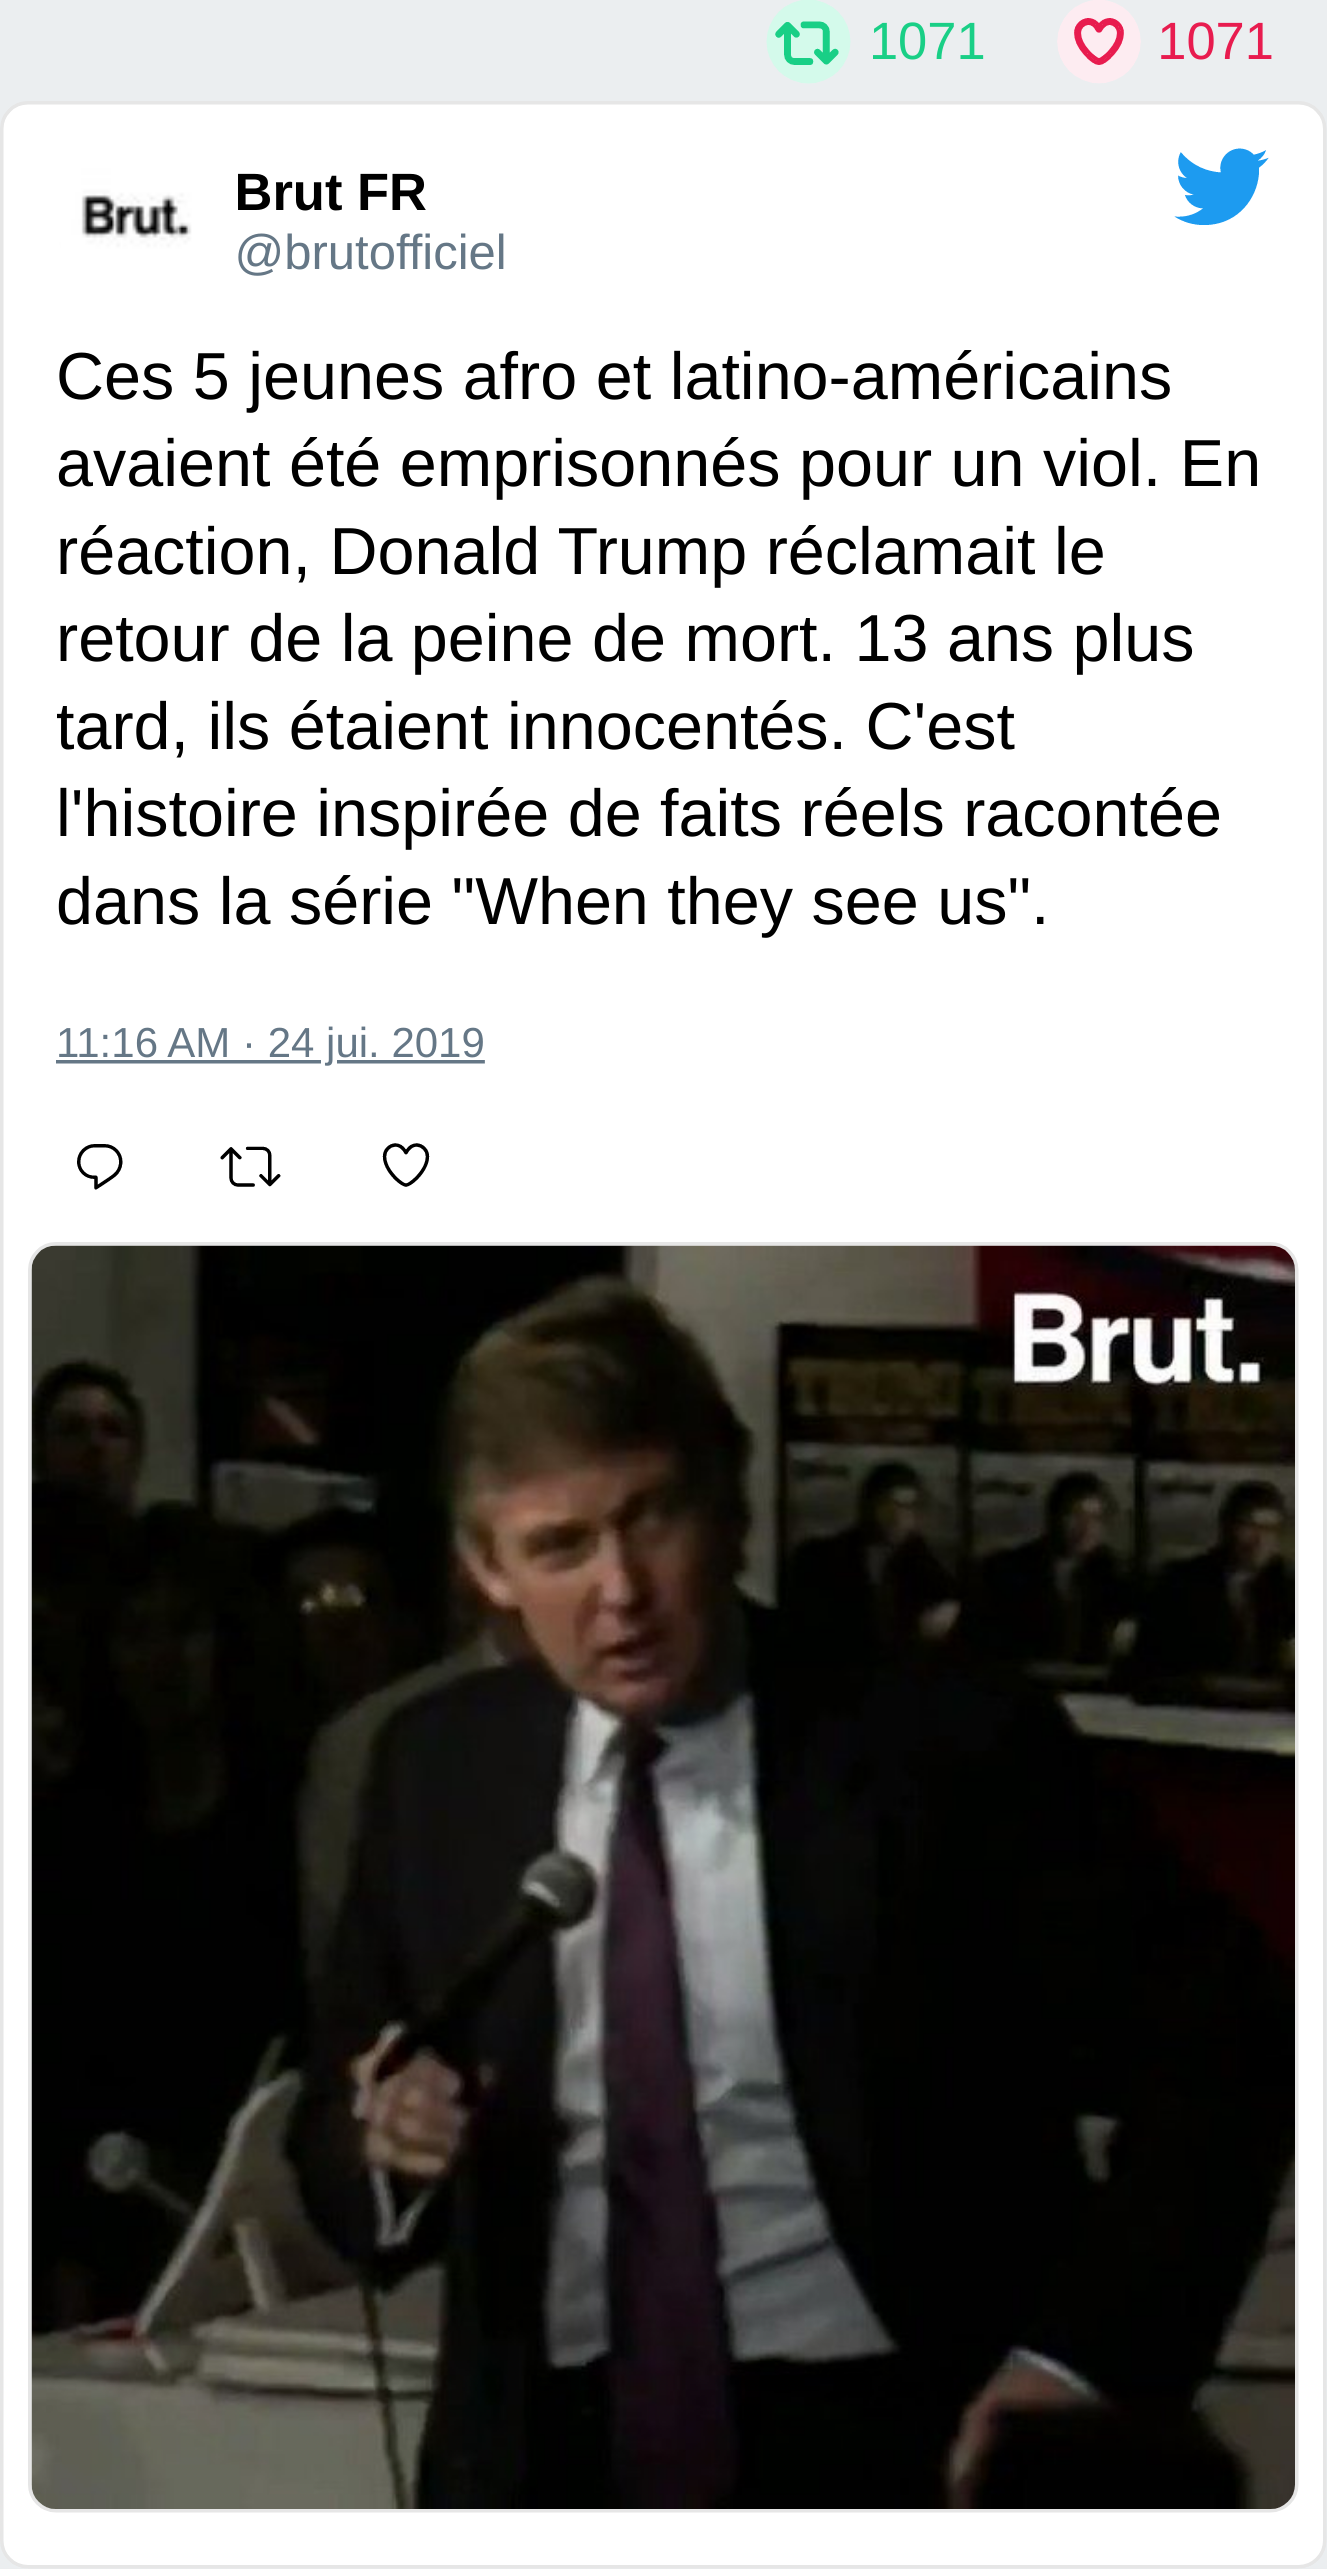 1071 1071
Brut.
Brut FR
@brutofficiel
Ces 5 jeunes afro et latino-américains
avaient été emprisonnés pour un viol. En
réaction, Donald Trump réclamait le
retour de la peine de mort. 13 ans plus
tard, ils étaient innocentés. C'est
l'histoire inspirée de faits réels racontée
dans la série "When they see us".
11:16 AM · 24 jui. 2019
Brut.